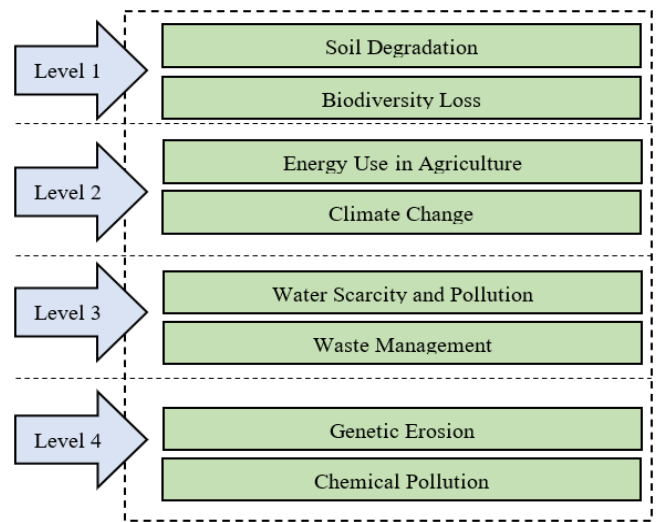 Level 1
Soil Degradation
Biodiversity Loss
Level 2
Energy Use in Agriculture
Climate Change
Level 3
Water Scarcity and Pollution
Waste Management
Level 4
Genetic Erosion
Chemical Pollution